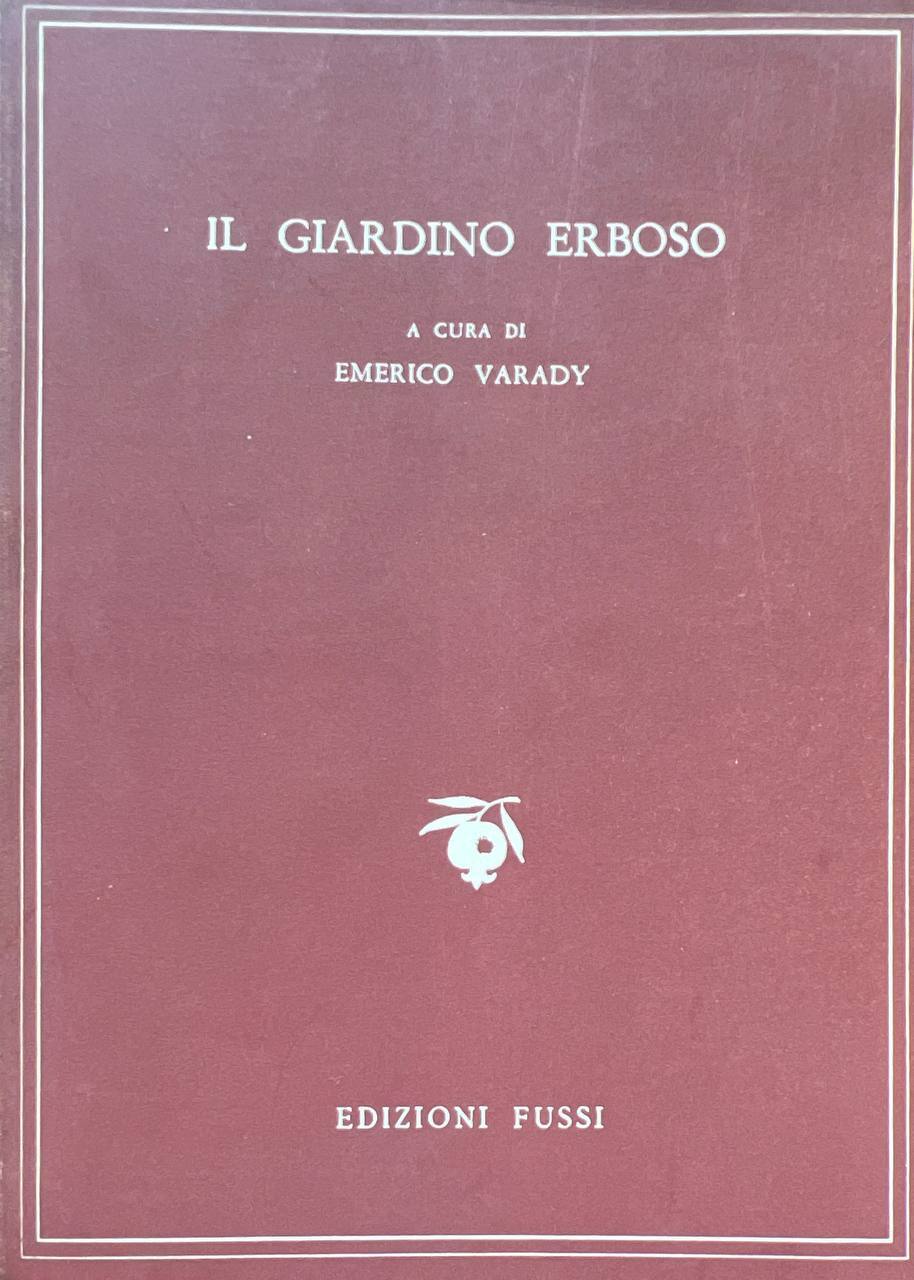 IL GIARDINO ERBOSO
A CURA DI
EMERICO VARADY
EDIZIONI FUSSI